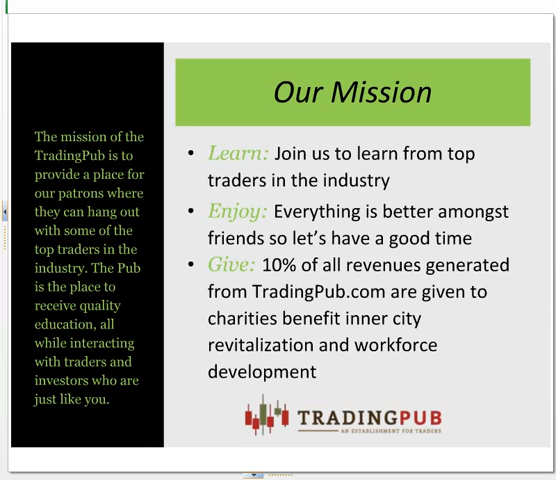 The mission of the
TradingPub is to
provide a place for
our patrons where
they can hang out
with some of the
top traders in the
industry. The Pub
is the place to
receive quality
education, all
while interacting
with traders and
investors who are
just like you.
Our Mission
• Learn: Join us to learn from top
traders in the industry
• Enjoy: Everything is better amongst
friends so let's have a good time
• Give: 10% of all revenues generated
from TradingPub.com are given to
charities benefit inner city
revitalization and workforce
development
TRADINGPUB
AN ESTABLISHMENT FOR TRADERS